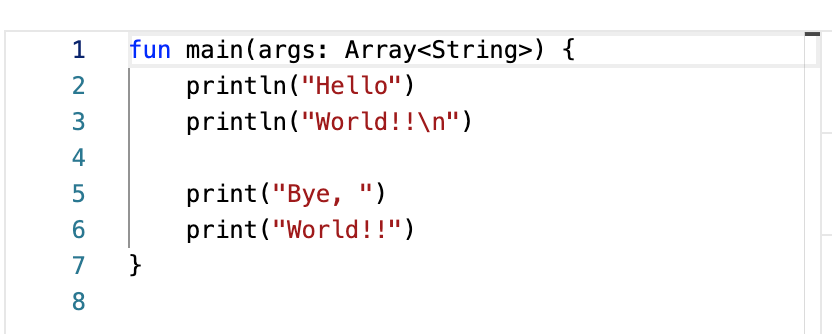 1 fun main(args: Array<String>) {
2     println("Hello")
3     println("World!!\n")
4
5     print("Bye, ")
6     print("World!!")
7 }
8